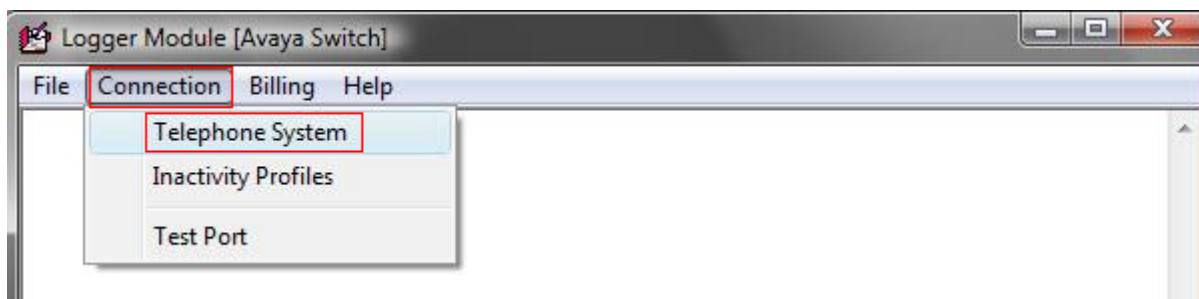 Logger Module [Avaya Switch]
File Connection Billing Help
Telephone System
Inactivity Profiles
Test Port